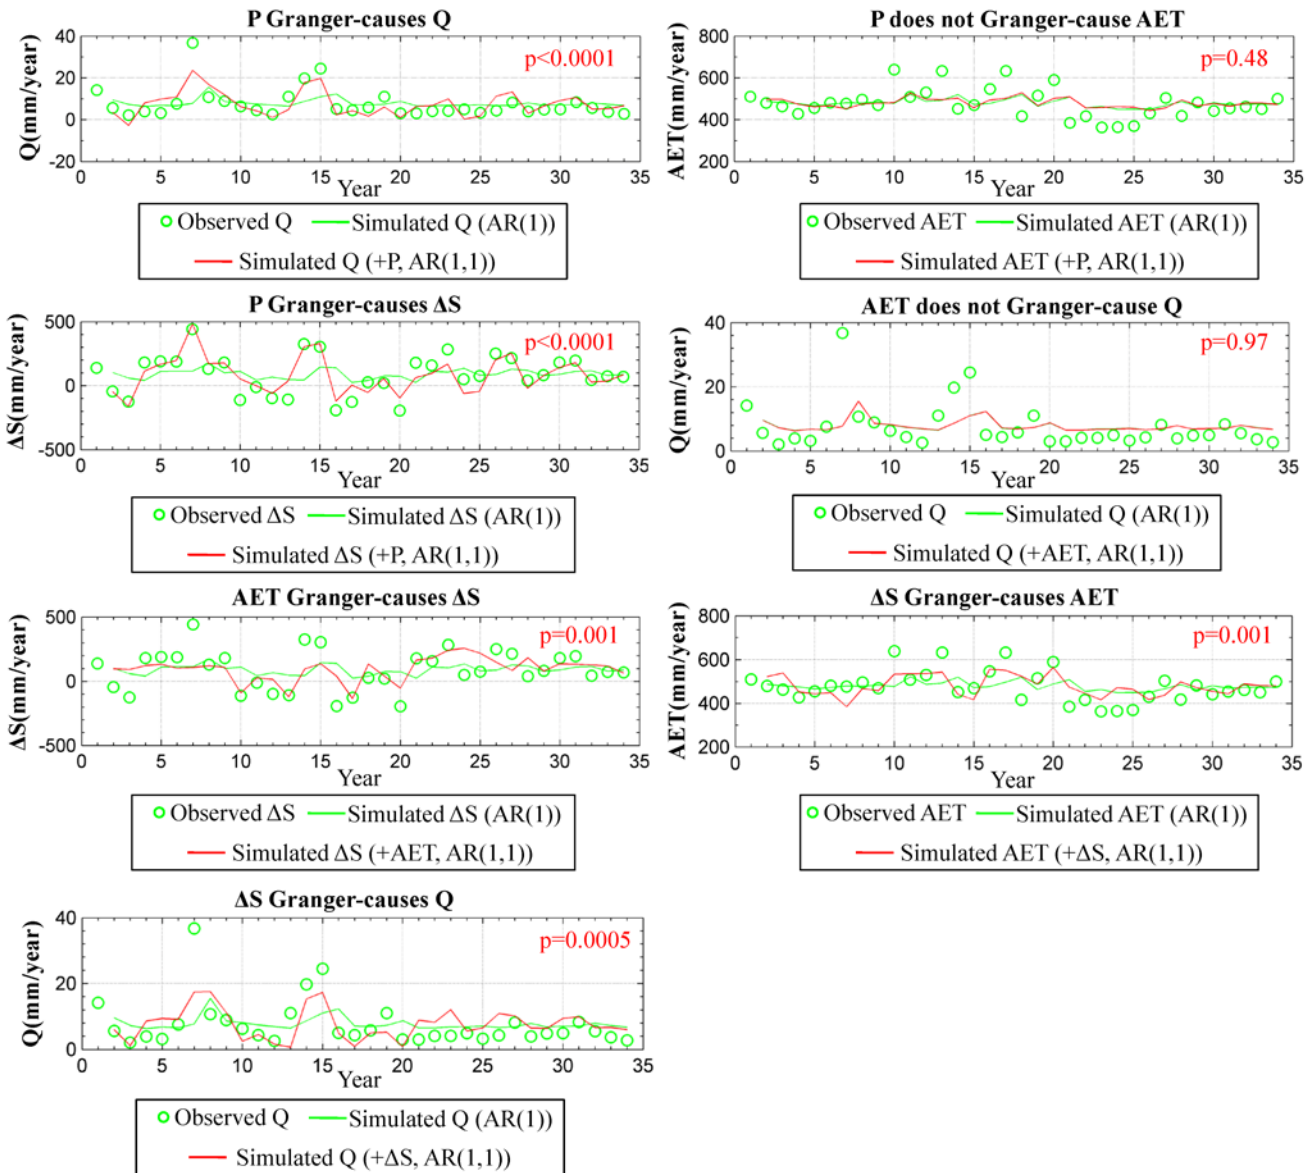 P Granger-causes Q
p<0.0001
Q(mm/year)
40
20
0
-20
0 5 10 15 20 25 30 35
Year
Observed Q Simulated Q (AR(1))
Simulated Q (+P, AR(1,1))
P does not Granger-cause AET
p=0.48
AET(mm/year)
800
600
400
200
0 5 10 15 20 25 30 35
Year
Observed AET Simulated AET (AR(1))
Simulated AET (+P, AR(1,1))
P Granger-causes ΔS
p<0.0001
ΔS(mm/year)
500
0
-500
0 5 10 15 20 25 30 35
Year
Observed ΔS Simulated ΔS (AR(1))
Simulated ΔS (+P, AR(1,1))
AET does not Granger-cause Q
p=0.97
Q(mm/year)
40
20
0
0 5 10 15 20 25 30 35
Year
Observed Q Simulated Q (AR(1))
Simulated Q (+AET, AR(1,1))
AET Granger-causes ΔS
p=0.001
ΔS(mm/year)
500
0
-500
0 5 10 15 20 25 30 35
Year
Observed ΔS Simulated ΔS (AR(1))
Simulated ΔS (+AET, AR(1,1))
ΔS Granger-causes AET
p=0.001
AET(mm/year)
800
600
400
200
0 5 10 15 20 25 30 35
Year
Observed AET Simulated AET (AR(1))
Simulated AET (+ΔS, AR(1,1))
ΔS Granger-causes Q
p=0.0005
Q(mm/year)
40
20
0
0 5 10 15 20 25 30 35
Year
Observed Q Simulated Q (AR(1))
Simulated Q (+ΔS, AR(1,1))